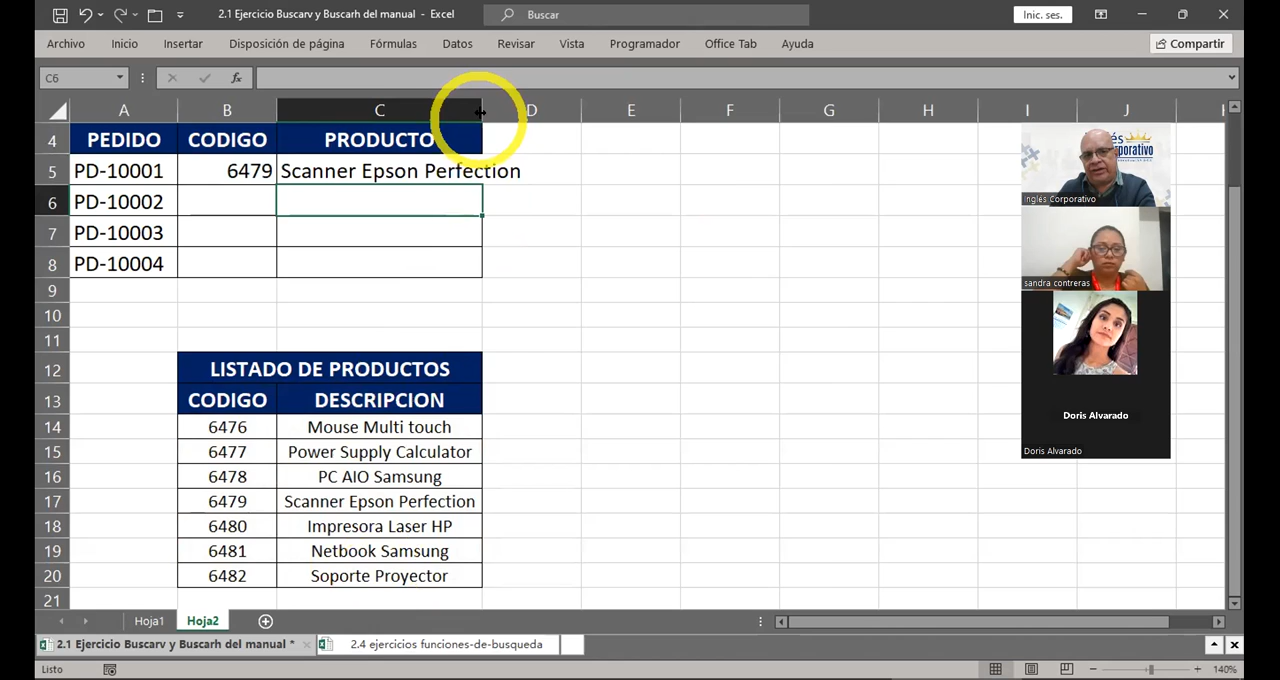 2.1 Ejercicio Buscarv y Buscarh del manual - Excel
Buscar
Inic. ses.
Archivo Inicio Insertar Disposición de página Fórmulas Datos Revisar Vista Programador Office Tab Ayuda
Compartir
C6 fx
A B C D E F G H I J
4 PEDIDO CODIGO PRODUCTO
5 PD-10001 6479 Scanner Epson Perfection
6 PD-10002
7 PD-10003
8 PD-10004
9
10
11
12 LISTADO DE PRODUCTOS
13 CODIGO DESCRIPCION
14 6476 Mouse Multi touch
15 6477 Power Supply Calculator
16 6478 PC AIO Samsung
17 6479 Scanner Epson Perfection
18 6480 Impresora Laser HP
19 6481 Netbook Samsung
20 6482 Soporte Proyector
21
Inglés Corporativo
sandra contreras
Doris Alvarado
Doris Alvarado
Hoja1 Hoja2
2.1 Ejercicio Buscarv y Buscarh del manual * 2.4 ejercicios funciones-de-busqueda
Listo 140%